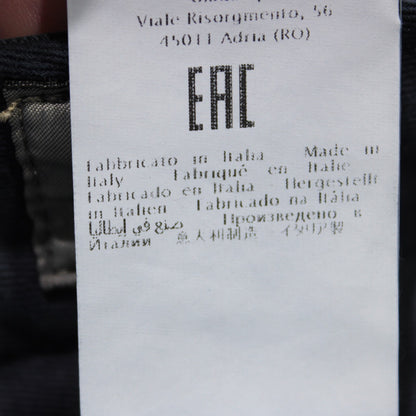 Viale Risorgmento, 56
45011 Adria (RO)
EAC
Fabbricato in Italia Made in
Italy Fabriqué en Italie
Fabricado en Italia Hergestellt
in Italien Fabricado na Itália
صنع في إيطاليا Произведено в
Италии 意大利制造 イタリア製